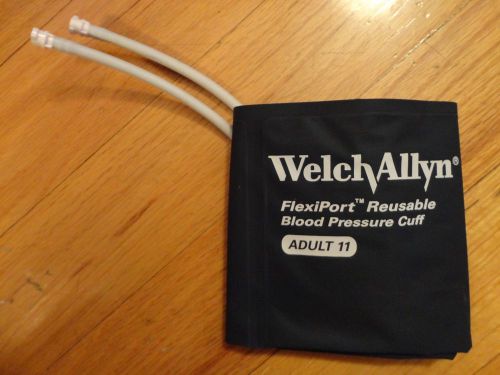 WelchAllyn®
FlexiPort™ Reusable
Blood Pressure Cuff
ADULT 11